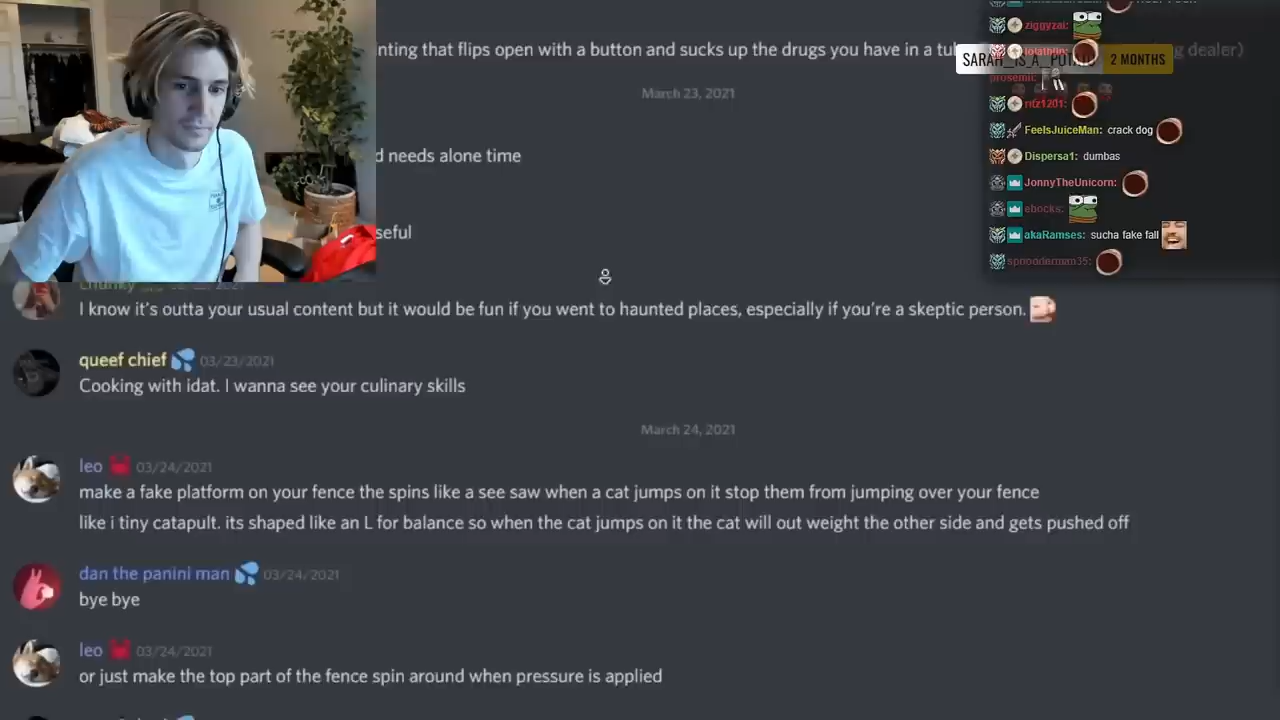 nting that flips open with a button and sucks up the drugs you have in a
g dealer)
March 23, 2021
d needs alone time
seful
I know it's outta your usual content but it would be fun if you went to haunted places, especially if you're a skeptic person.
queef chief 03/23/2021
Cooking with idat. I wanna see your culinary skills
March 24, 2021
leo 03/24/2021
make a fake platform on your fence the spins like a see saw when a cat jumps on it stop them from jumping over your fence
like i tiny catapult. its shaped like an L for balance so when the cat jumps on it the cat will out weight the other side and gets pushed off
dan the panini man 03/24/2021
bye bye
leo 03/24/2021
or just make the top part of the fence spin around when pressure is applied
ziggyzai:
SARAH_IS_A_POTATO 2 MONTHS
prosemii:
FeelsJuiceMan: crack dog
Dispersa1: dumbas
JonnyTheUnicorn:
ebocks:
akaRamses: sucha fake fall
spnooderman35: